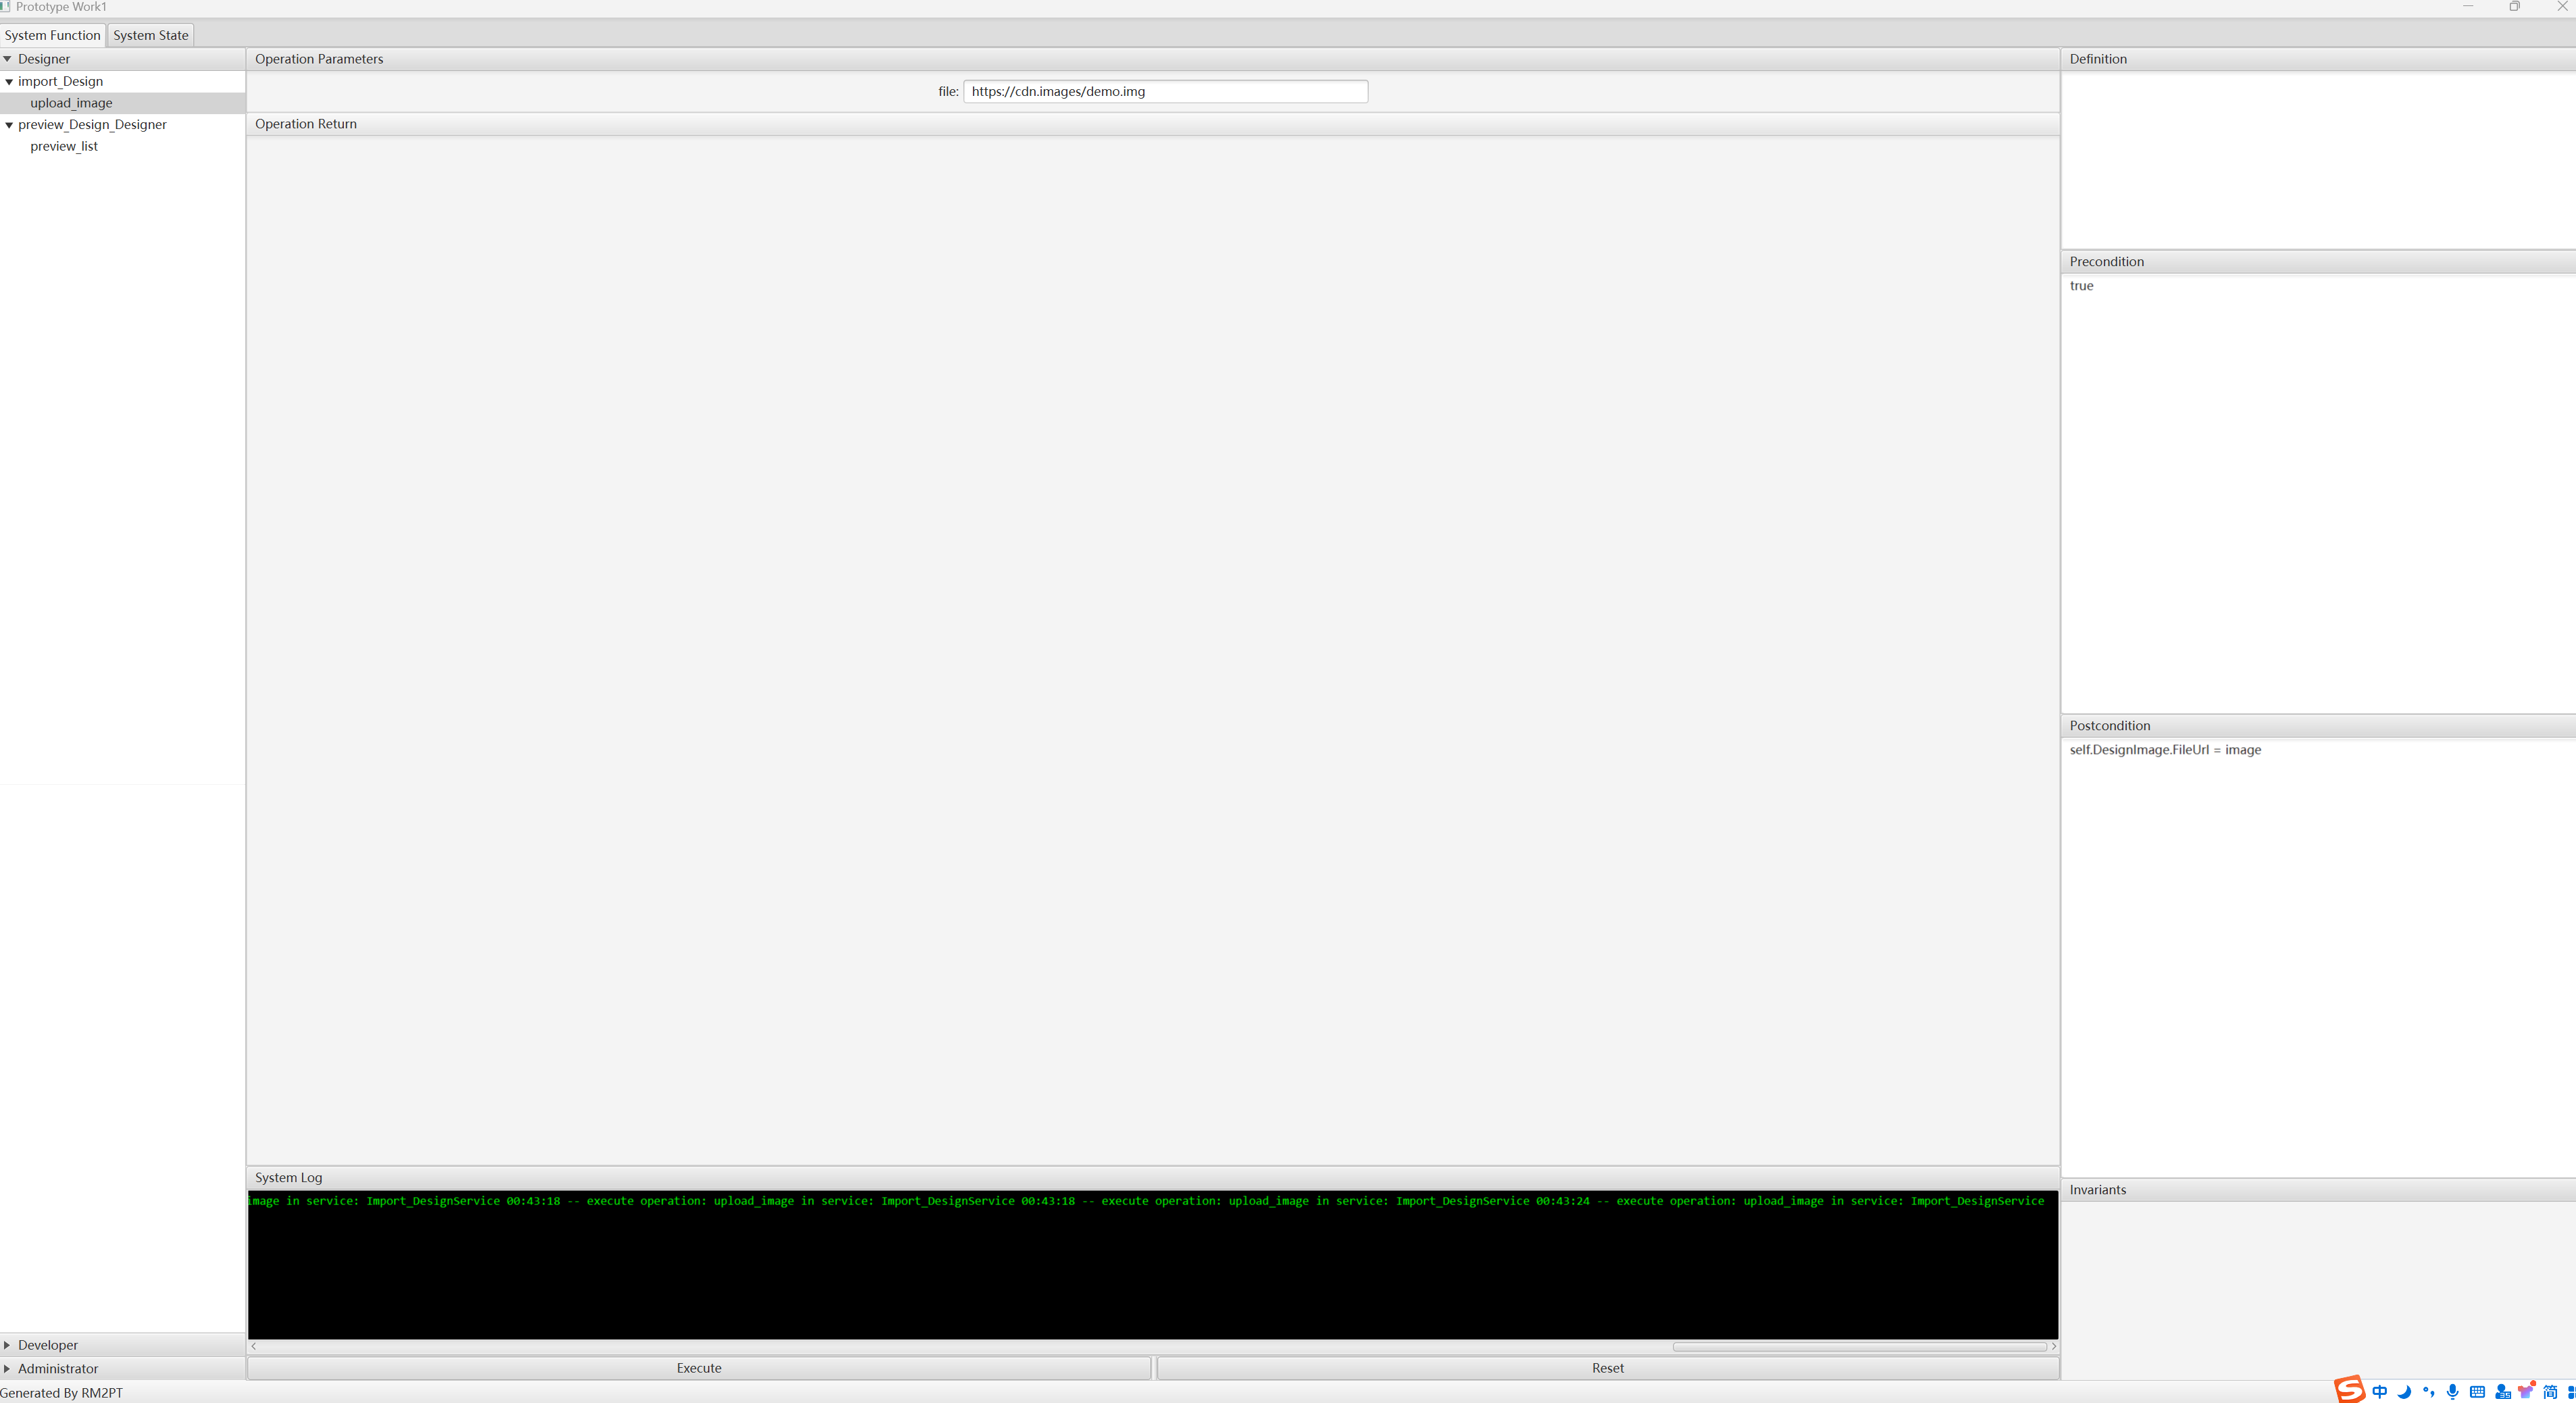 Prototype Work1
System Function
System State
Designer
import_Design
upload_image
preview_Design_Designer
preview_list
Developer
Administrator
Operation Parameters
file: https://cdn.images/demo.img
Operation Return
System Log
image in service: Import_DesignService 00:43:18 -- execute operation: upload_image in service: Import_DesignService 00:43:18 -- execute operation: upload_image in service: Import_DesignService 00:43:24 -- execute operation: upload_image in service: Import_DesignService
Execute
Reset
Definition
Precondition
true
Postcondition
self.DesignImage.FileUrl = image
Invariants
Generated By RM2PT
中
简